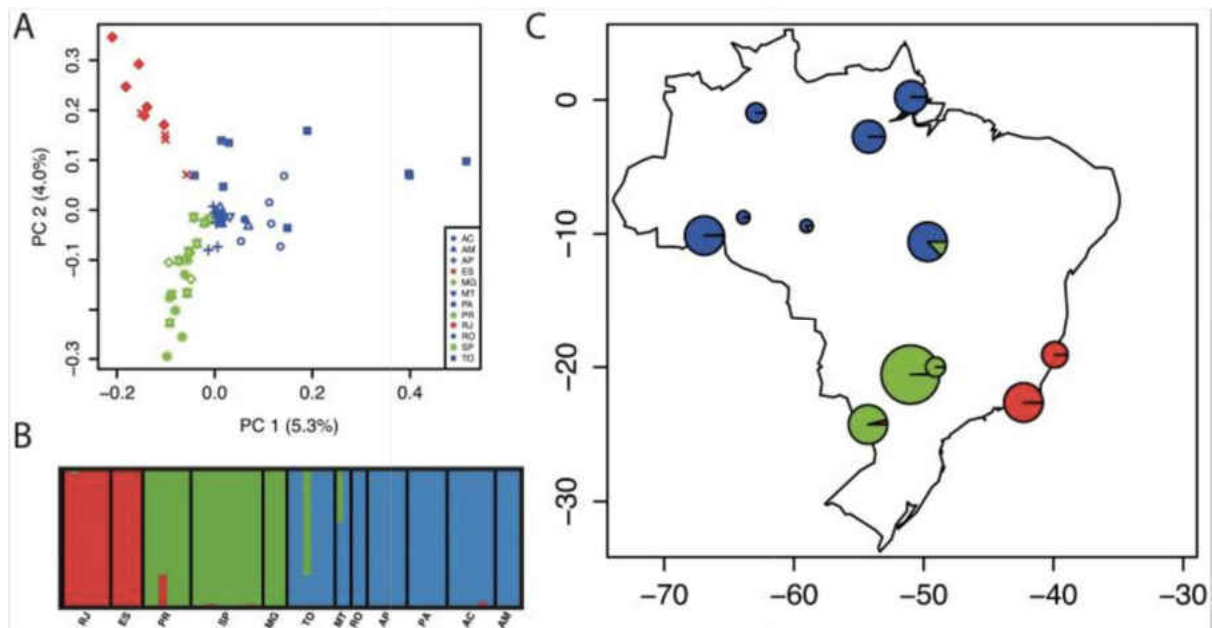 A
PC 2 (4.0%)
0.3
0.2
0.1
0.0
−0.1
−0.3
−0.2
0.0
0.2
0.4
PC 1 (5.3%)
AC
AM
AP
ES
MG
MT
PA
PR
RJ
RO
SP
TO
B
RJ
ES
PR
SP
MG
TO
MT
RO
AP
PA
AC
AM
C
0
−10
−20
−30
−70
−60
−50
−40
−30